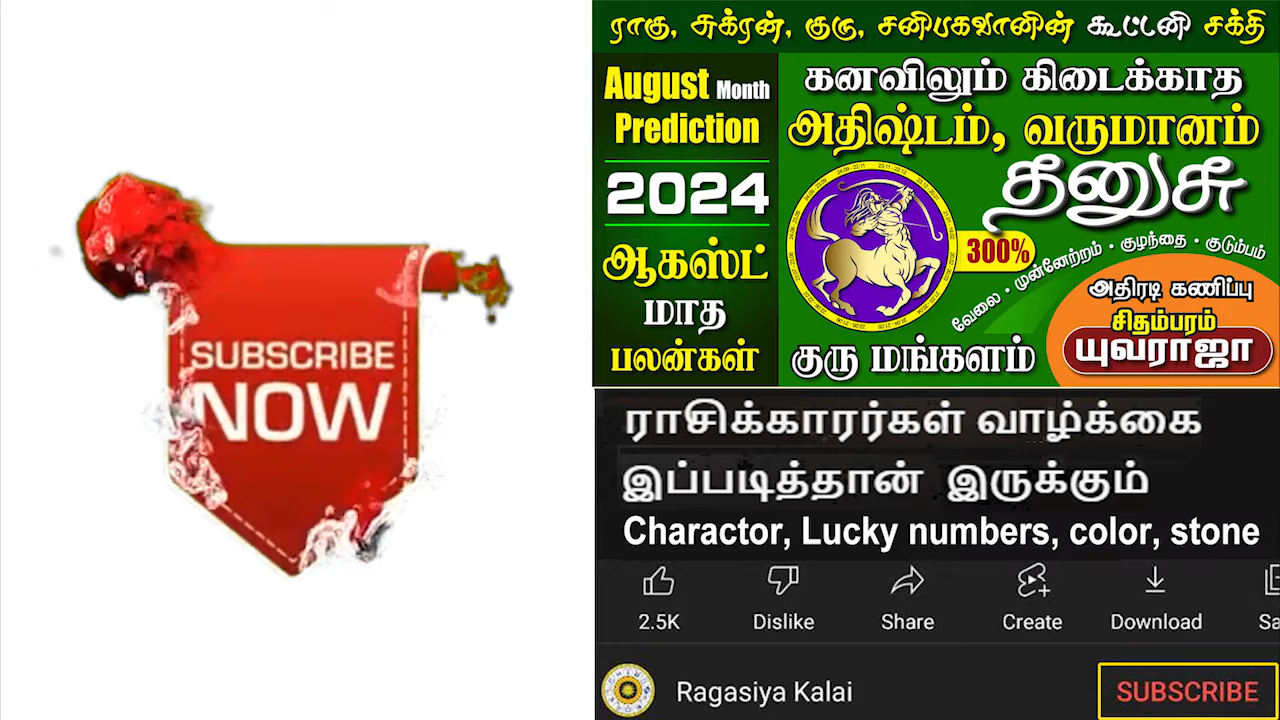 SUBSCRIBE
NOW
ராகு, சுக்ரன், குரு, சனிபகவானின் கூட்டனி சக்தி
August Month
Prediction
2024
ஆகஸ்ட்
மாத
பலன்கள்
கனவிலும் கிடைக்காத
அதிஷ்டம், வருமானம்
தனுசு
300%
வேலை • முன்னேற்றம் • குழந்தை • குடும்பம்
குரு மங்களம்
அதிரடி கணிப்பு
சிதம்பரம்
யுவராஜா
ராசிக்காரர்கள் வாழ்க்கை
இப்படித்தான் இருக்கும்
Charactor, Lucky numbers, color, stone
2.5K
Dislike
Share
Create
Download
Sa
Ragasiya Kalai
SUBSCRIBE